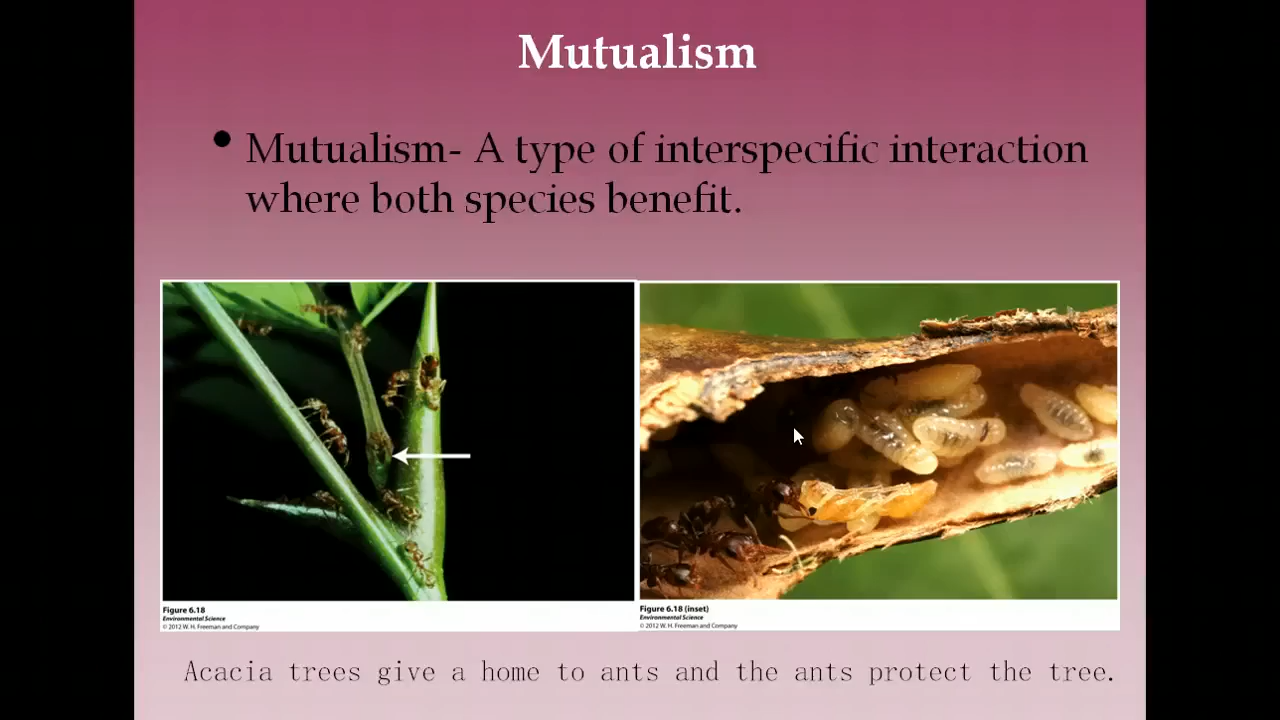 Mutualism
• Mutualism- A type of interspecific interaction
where both species benefit.
Figure 6.18
Environmental Science
© 2012 W. H. Freeman and Company
Figure 6.18 (inset)
Environmental Science
© 2012 W. H. Freeman and Company
Acacia trees give a home to ants and the ants protect the tree.